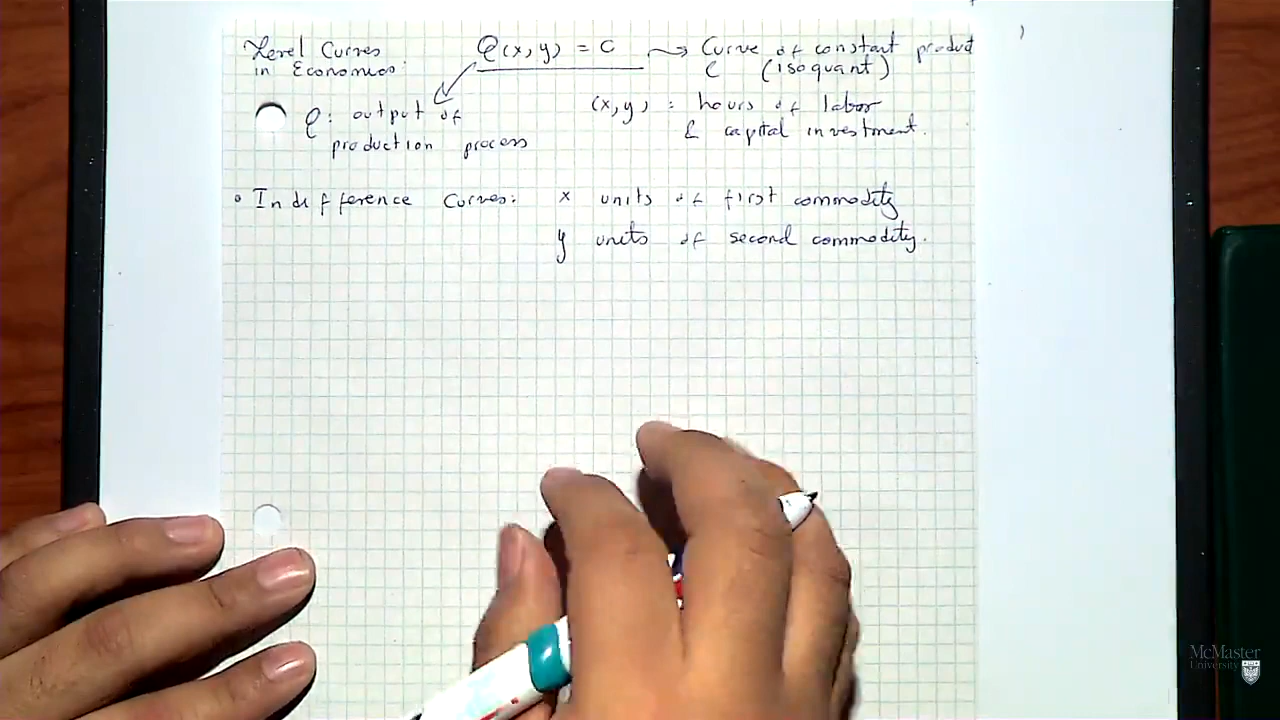 Level Curves Q(x, y) = C Curve of constant product
in Economics: C (isoquant)
Q: output of (x, y) : hours of labor
production process & capital investment.
• Indifference Curves: x units of first commodity
y units of second commodity.
McMaster
University